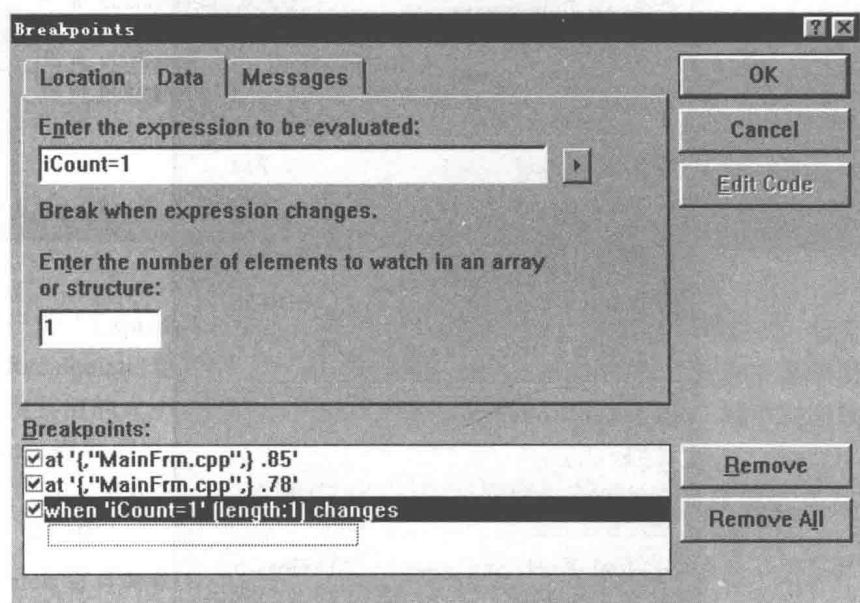 Breakpoints
Location Data Messages
Enter the expression to be evaluated:
iCount=1
Break when expression changes.
Enter the number of elements to watch in an array
or structure:
1
OK
Cancel
Edit Code
Breakpoints:
at '{,"MainFrm.cpp",} .85'
at '{,"MainFrm.cpp",} .78'
when 'iCount=1' (length:1) changes
Remove
Remove All